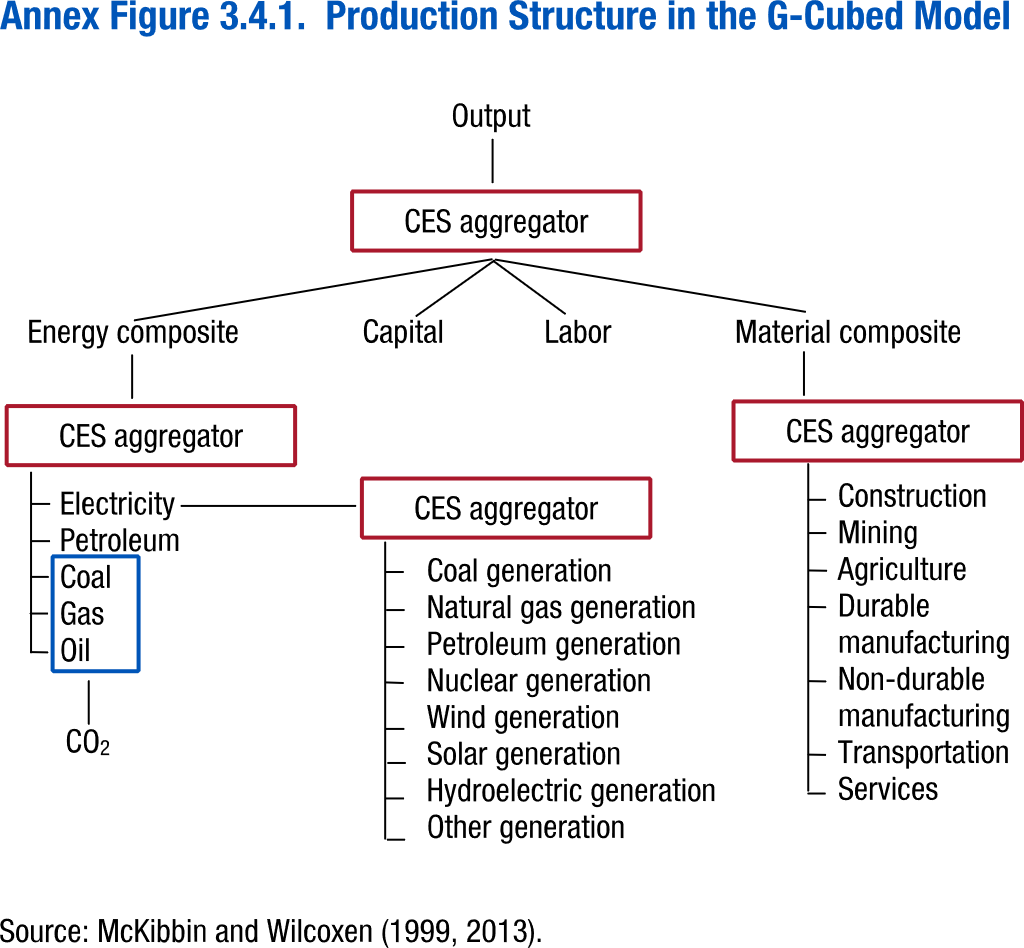 Annex Figure 3.4.1. Production Structure in the G-Cubed Model
Output
CES aggregator
Energy composite
Capital
Labor
Material composite
CES aggregator
Electricity
Petroleum
Coal
Gas
Oil
CO₂
CES aggregator
Coal generation
Natural gas generation
Petroleum generation
Nuclear generation
Wind generation
Solar generation
Hydroelectric generation
Other generation
CES aggregator
Construction
Mining
Agriculture
Durable
manufacturing
Non-durable
manufacturing
Transportation
Services
Source: McKibbin and Wilcoxen (1999, 2013).